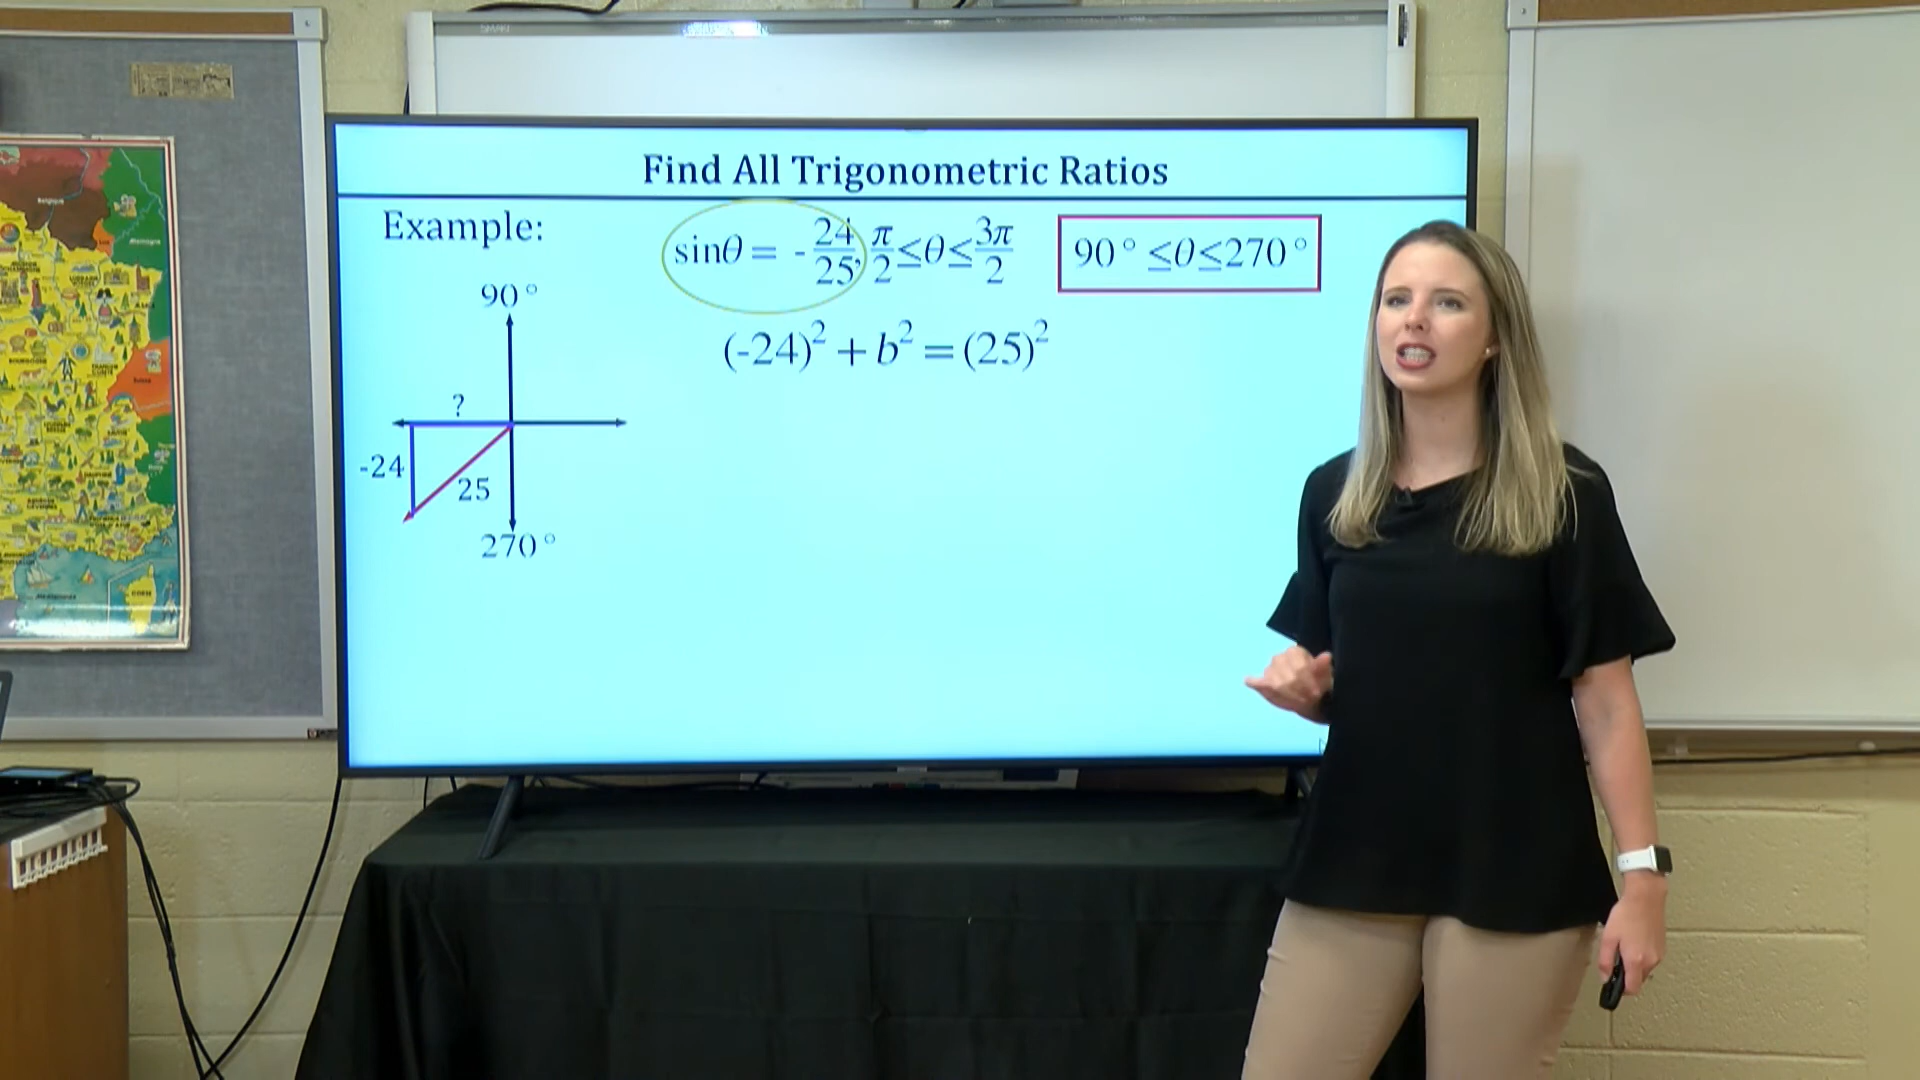 SMART
Find All Trigonometric Ratios
Example:
sinθ = -24/25, π/2 ≤ θ ≤ 3π/2
90° ≤θ≤270°
(-24)² + b² = (25)²
90°
?
-24
25
270°